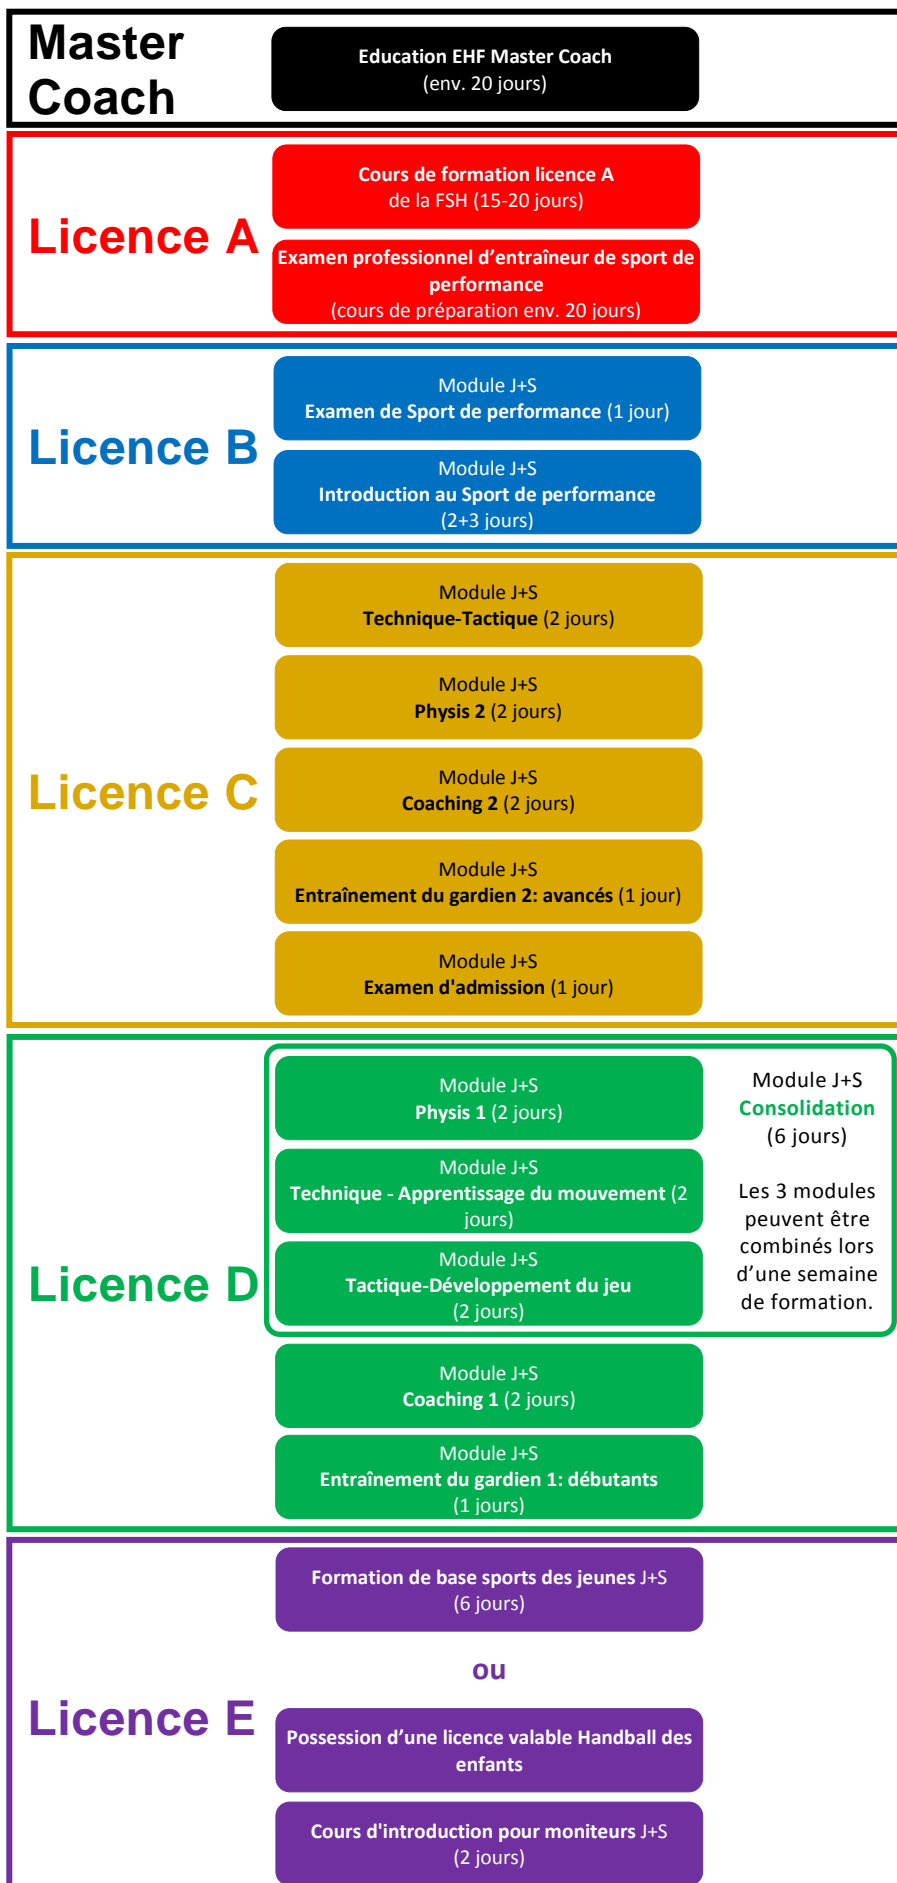 Master
Coach
Education EHF Master Coach
(env. 20 jours)
Licence A
Cours de formation licence A
de la FSH (15-20 jours)
Examen professionnel d’entraîneur de sport de
performance
(cours de préparation env. 20 jours)
Licence B
Module J+S
Examen de Sport de performance (1 jour)
Module J+S
Introduction au Sport de performance
(2+3 jours)
Licence C
Module J+S
Technique-Tactique (2 jours)
Module J+S
Physis 2 (2 jours)
Module J+S
Coaching 2 (2 jours)
Module J+S
Entraînement du gardien 2: avancés (1 jour)
Module J+S
Examen d'admission (1 jour)
Licence D
Module J+S
Physis 1 (2 jours)
Module J+S
Technique - Apprentissage du mouvement (2
jours)
Module J+S
Tactique-Développement du jeu
(2 jours)
Module J+S
Consolidation
(6 jours)
Les 3 modules
peuvent être
combinés lors
d’une semaine
de formation.
Module J+S
Coaching 1 (2 jours)
Module J+S
Entraînement du gardien 1: débutants
(1 jours)
Licence E
Formation de base sports des jeunes J+S
(6 jours)
ou
Possession d’une licence valable Handball des
enfants
Cours d'introduction pour moniteurs J+S
(2 jours)